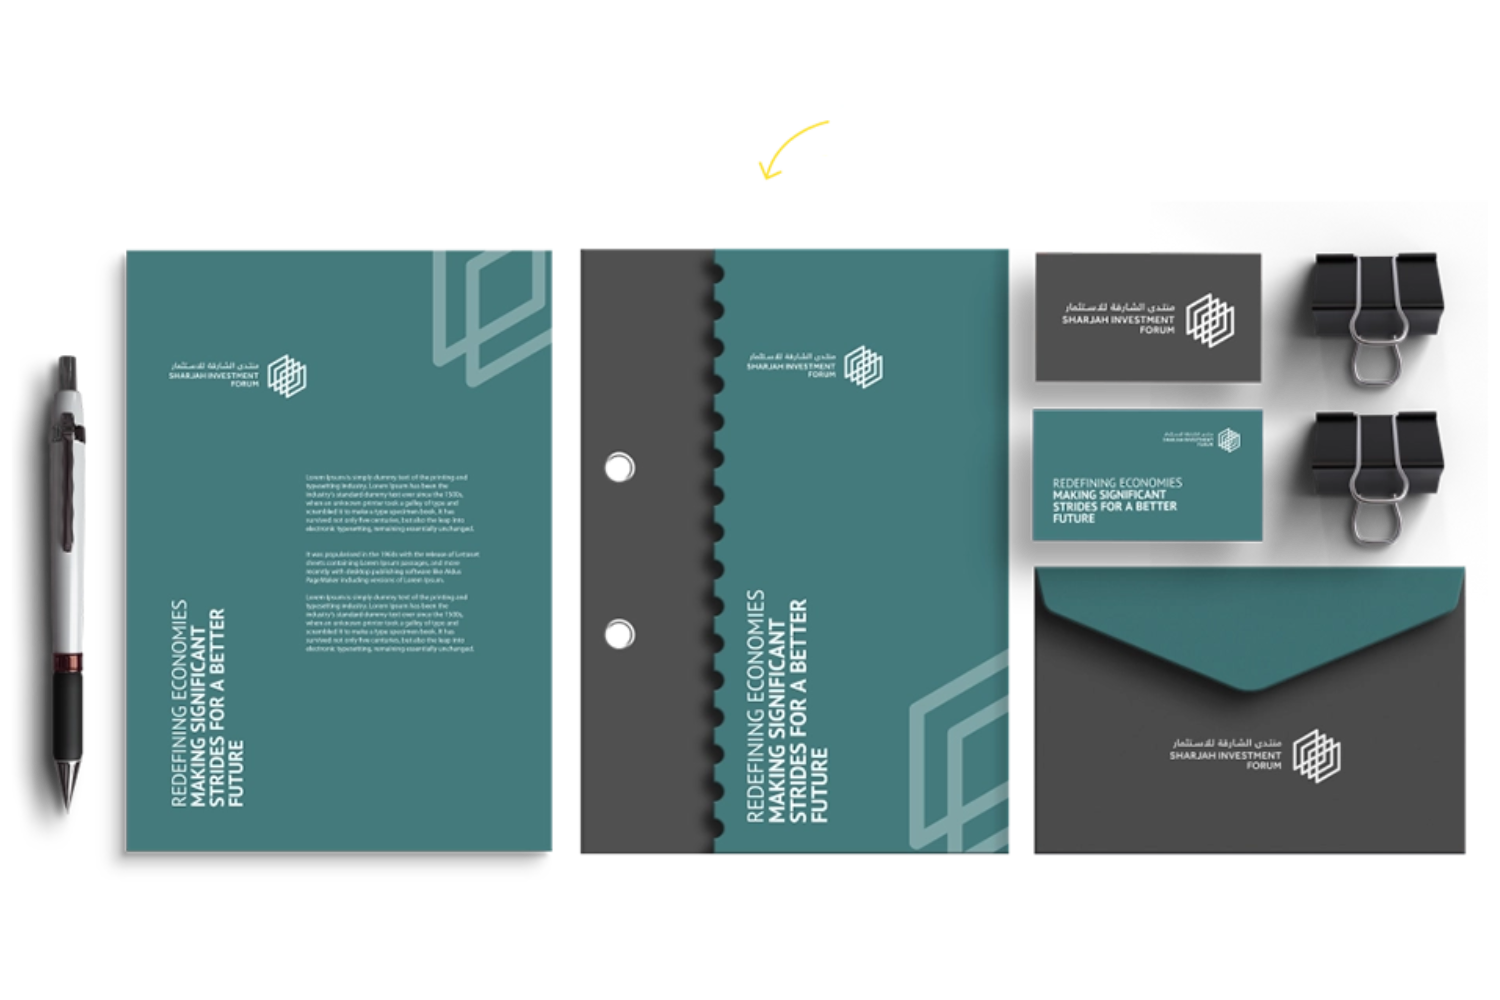 منتدى الشارقة للاستثمار
SHARJAH INVESTMENT
FORUM
Lorem Ipsum is simply dummy text of the printing and
typesetting industry. Lorem Ipsum has been the
industry's standard dummy text ever since the 1500s,
when an unknown printer took a galley of type and
scrambled it to make a type specimen book. It has
survived not only five centuries, but also the leap into
electronic typesetting, remaining essentially unchanged.
It was popularised in the 1960s with the release of Letraset
sheets containing Lorem Ipsum passages, and more
recently with desktop publishing software like Aldus
PageMaker including versions of Lorem Ipsum.
Lorem Ipsum is simply dummy text of the printing and
typesetting industry. Lorem Ipsum has been the
industry's standard dummy text ever since the 1500s,
when an unknown printer took a galley of type and
scrambled it to make a type specimen book. It has
survived not only five centuries, but also the leap into
electronic typesetting, remaining essentially unchanged.
REDEFINING ECONOMIES
MAKING SIGNIFICANT
STRIDES FOR A BETTER
FUTURE
منتدى الشارقة للاستثمار
SHARJAH INVESTMENT
FORUM
REDEFINING ECONOMIES
MAKING SIGNIFICANT
STRIDES FOR A BETTER
FUTURE
منتدى الشارقة للاستثمار
SHARJAH INVESTMENT
FORUM
منتدى الشارقة للاستثمار
SHARJAH INVESTMENT
FORUM
REDEFINING ECONOMIES
MAKING SIGNIFICANT
STRIDES FOR A BETTER
FUTURE
منتدى الشارقة للاستثمار
SHARJAH INVESTMENT
FORUM